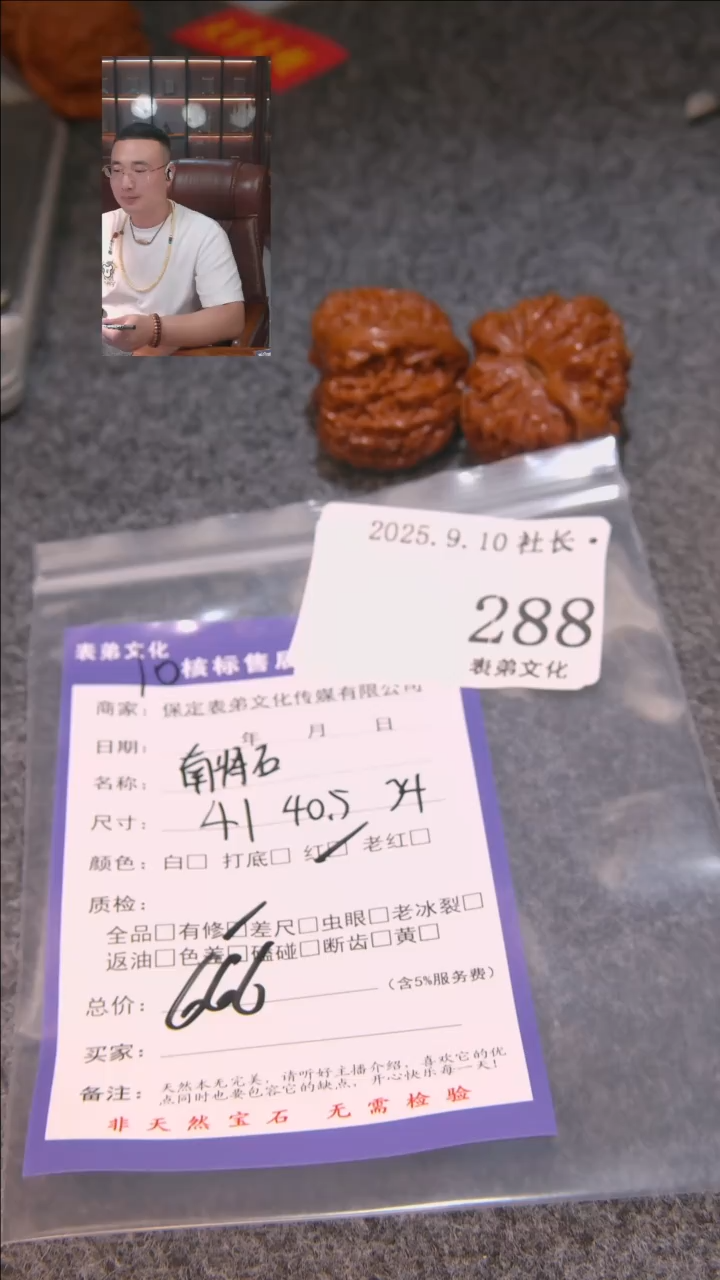 2025.9.10 社长·
288
表弟文化
表弟文化
10核标售后
商家：保定表弟文化传媒有限公司
日期： 年 月 日
名称：南将石
尺寸：41 40.5 34
颜色：白□ 打底□ 红□ 老红□
质检：
全品□有修□差尺□虫眼□老冰裂□
返油□色差□磕碰□断齿□黄□
总价：666（含5%服务费）
买家：
备注：天然本无完美，请听好主播介绍，喜欢它的优
点同时也要包容它的缺点，开心快乐每一天！
非天然宝石 无需检验